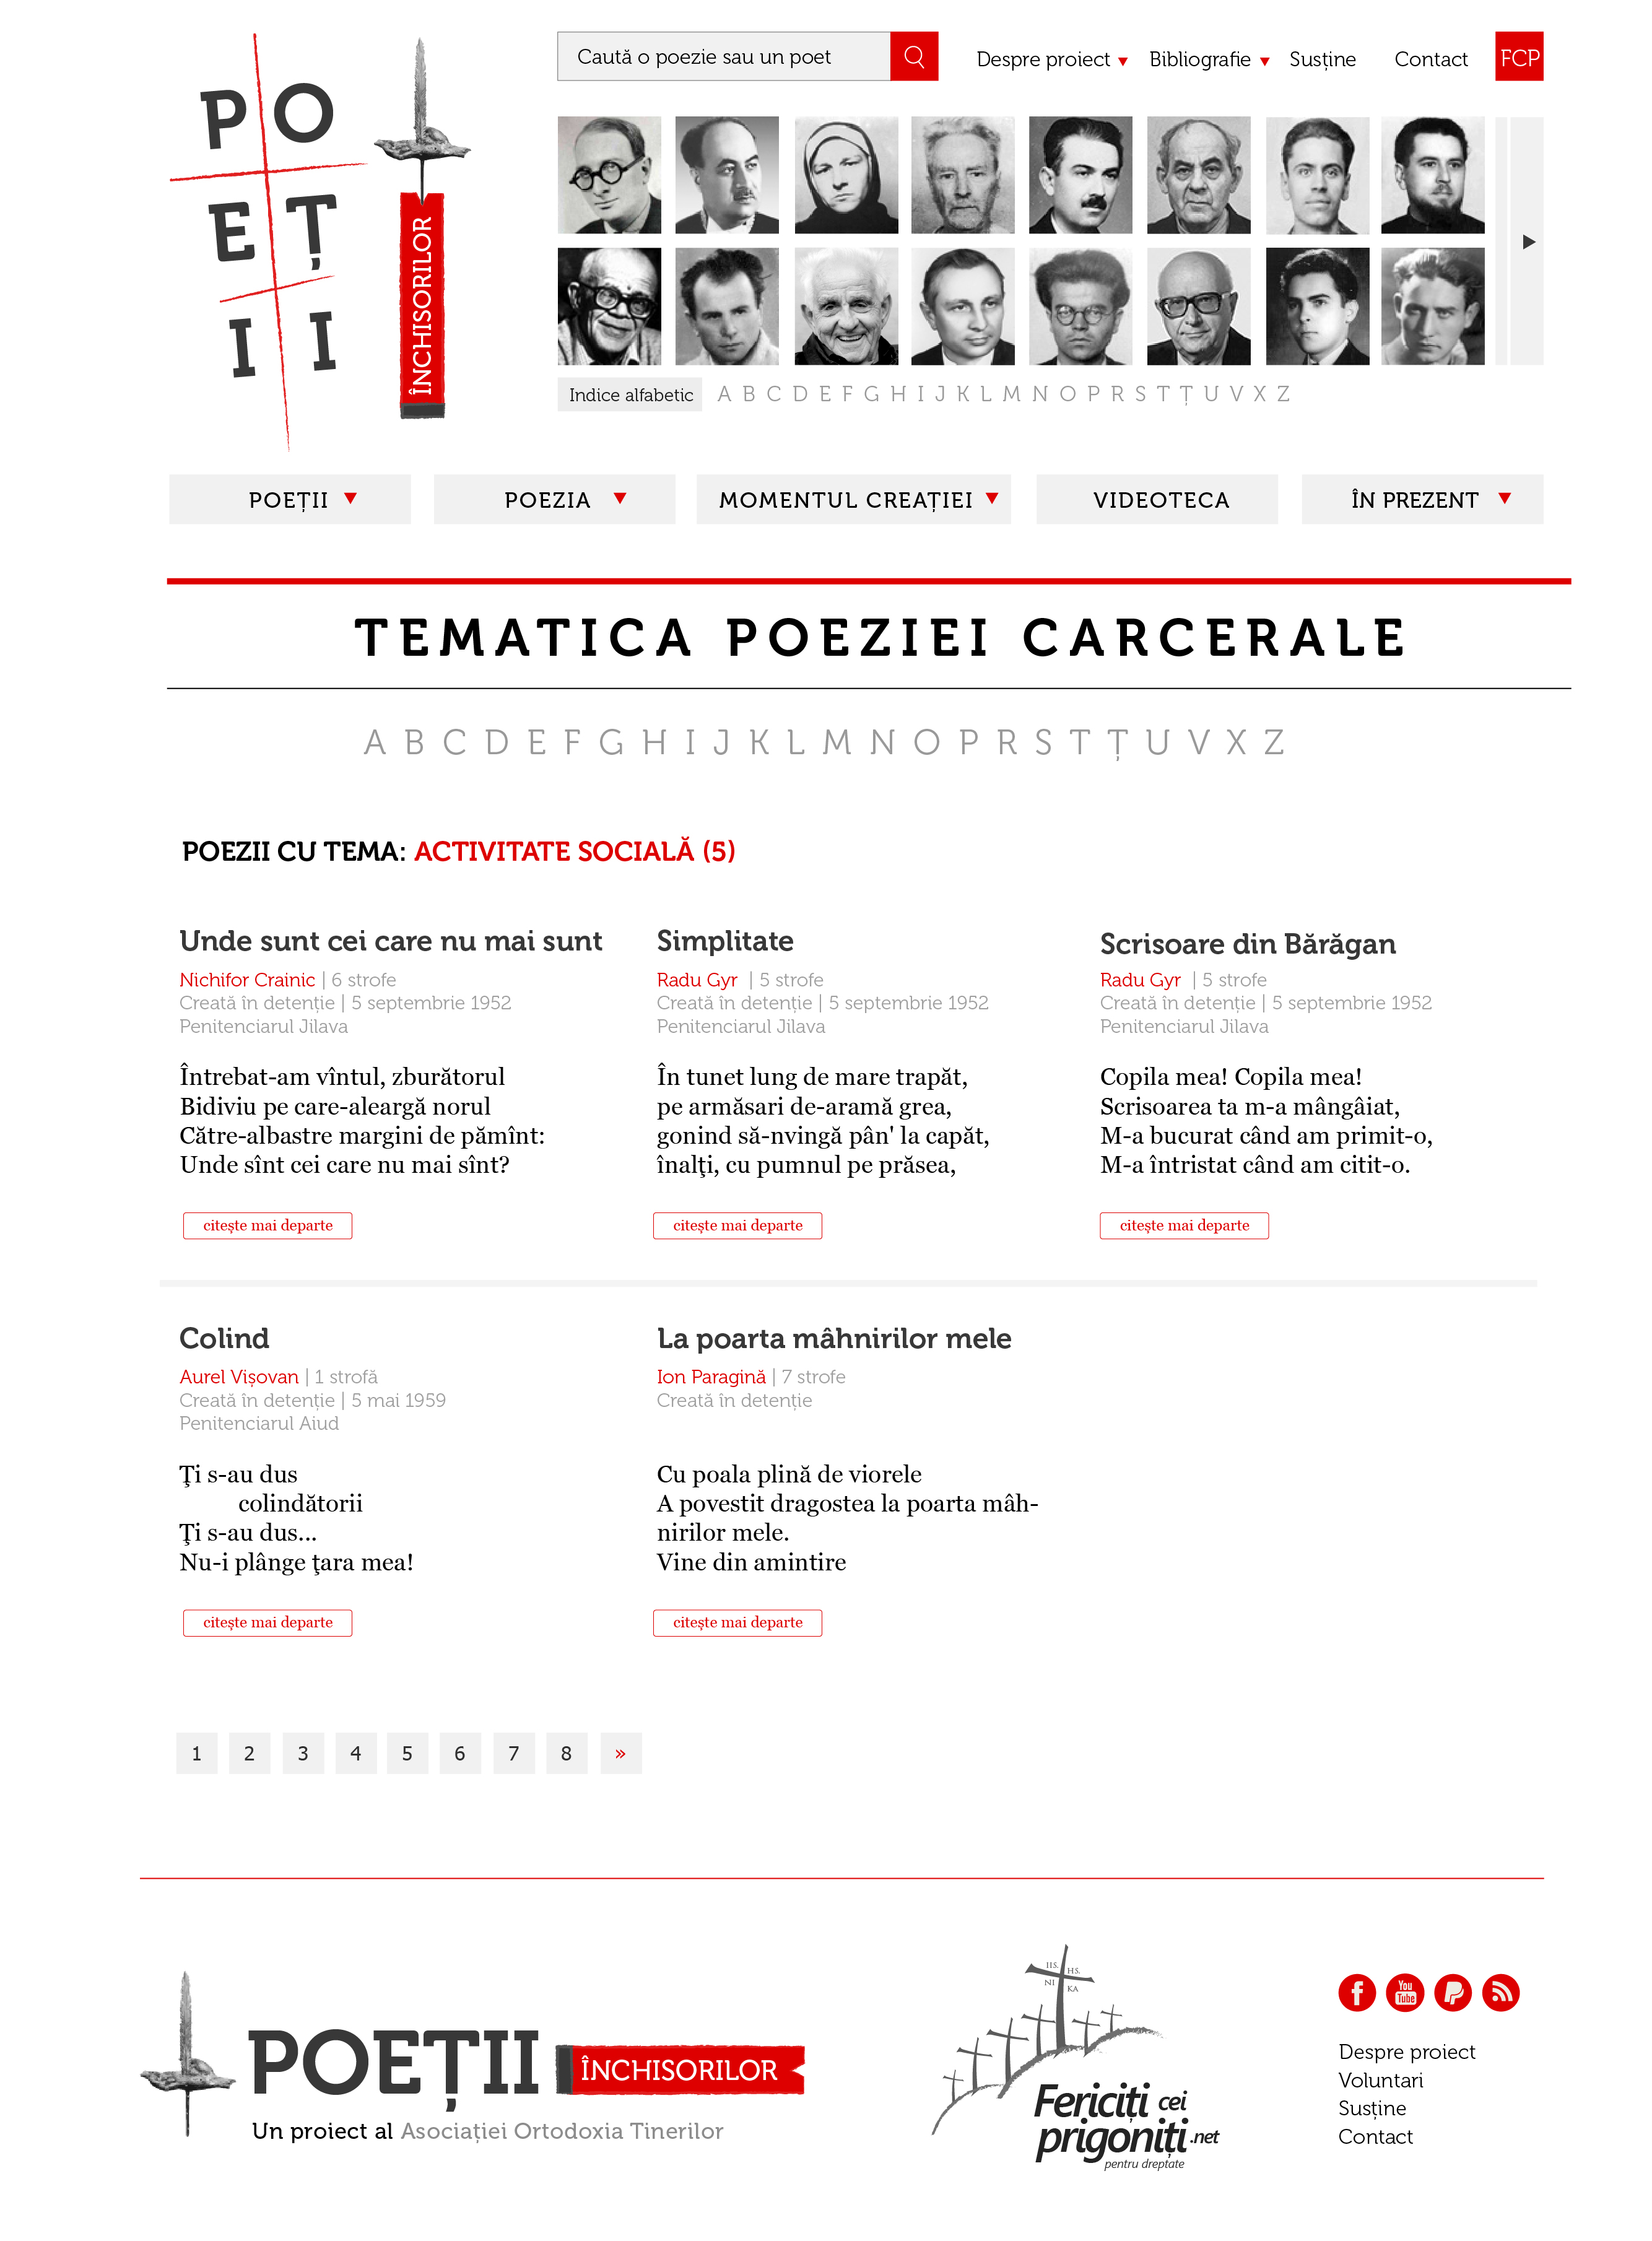 PO
EȚ
II
ÎNCHISORILOR
Caută o poezie sau un poet
Despre proiect
Bibliografie
Susține
Contact
FCP
Indice alfabetic A B C D E F G H I J K L M N O P R S T Ț U V X Z
POEȚII
POEZIA
MOMENTUL CREAȚIEI
VIDEOTECA
ÎN PREZENT
TEMATICA POEZIEI CARCERALE
A B C D E F G H I J K L M N O P R S T Ț U V X Z
POEZII CU TEMA: ACTIVITATE SOCIALĂ (5)
Unde sunt cei care nu mai sunt
Nichifor Crainic | 6 strofe
Creată în detenție | 5 septembrie 1952
Penitenciarul Jilava
Întrebat-am vîntul, zburătorul
Bidiviu pe care-aleargă norul
Către-albastre margini de pămînt:
Unde sînt cei care nu mai sînt?
citește mai departe
Simplitate
Radu Gyr | 5 strofe
Creată în detenție | 5 septembrie 1952
Penitenciarul Jilava
În tunet lung de mare trapăt,
pe armăsari de-aramă grea,
gonind să-nvingă pân' la capăt,
înalţi, cu pumnul pe prăsea,
citește mai departe
Scrisoare din Bărăgan
Radu Gyr | 5 strofe
Creată în detenție | 5 septembrie 1952
Penitenciarul Jilava
Copila mea! Copila mea!
Scrisoarea ta m-a mângâiat,
M-a bucurat când am primit-o,
M-a întristat când am citit-o.
citește mai departe
Colind
Aurel Vișovan | 1 strofă
Creată în detenție | 5 mai 1959
Penitenciarul Aiud
Ţi s-au dus
colindătorii
Ţi s-au dus...
Nu-i plânge ţara mea!
citește mai departe
La poarta mâhnirilor mele
Ion Paragină | 7 strofe
Creată în detenție
Cu poala plină de viorele
A povestit dragostea la poarta mâh-
nirilor mele.
Vine din amintire
citește mai departe
1 2 3 4 5 6 7 8 »
POEȚII ÎNCHISORILOR
Un proiect al Asociației Ortodoxia Tinerilor
IIS. HS.
NI KA
Fericiți cei
prigoniți.net
pentru dreptate
You
Tube
Despre proiect
Voluntari
Susține
Contact